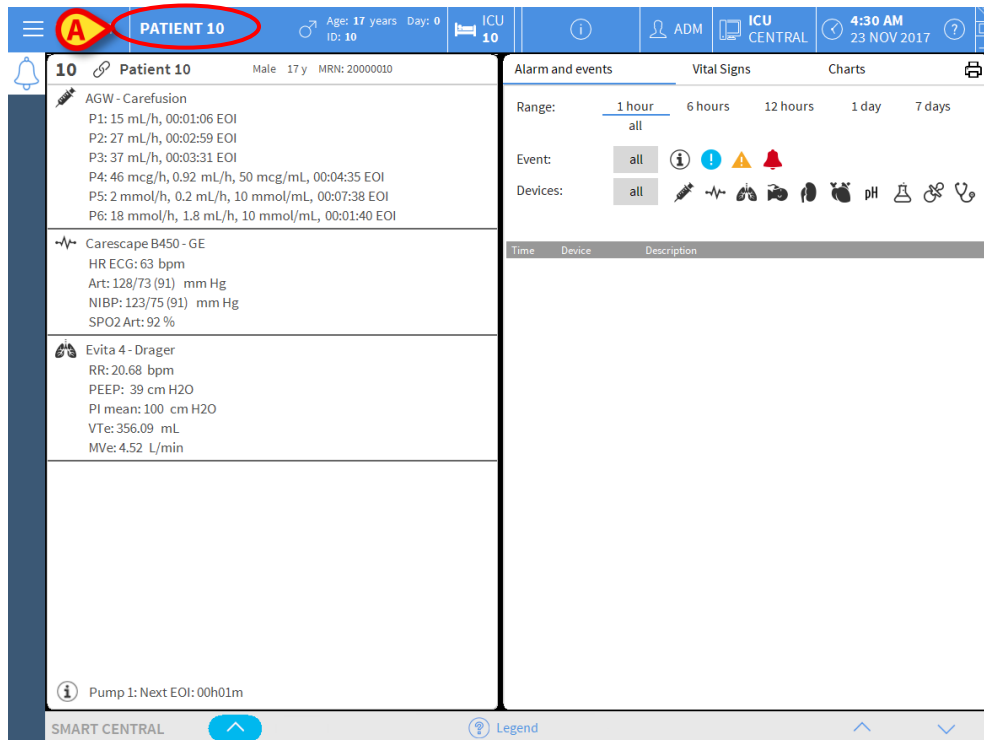 A
PATIENT 10
Age: 17 years Day: 0
ID: 10
ICU
10
ADM
ICU
CENTRAL
4:30 AM
23 NOV 2017
10 Patient 10 Male 17 y MRN: 20000010
AGW - Carefusion
P1: 15 mL/h, 00:01:06 EOI
P2: 27 mL/h, 00:02:59 EOI
P3: 37 mL/h, 00:03:31 EOI
P4: 46 mcg/h, 0.92 mL/h, 50 mcg/mL, 00:04:35 EOI
P5: 2 mmol/h, 0.2 mL/h, 10 mmol/mL, 00:07:38 EOI
P6: 18 mmol/h, 1.8 mL/h, 10 mmol/mL, 00:01:40 EOI
Carescape B450 - GE
HR ECG: 63 bpm
Art: 128/73 (91) mm Hg
NIBP: 123/75 (91) mm Hg
SPO2 Art: 92 %
Evita 4 - Drager
RR: 20.68 bpm
PEEP: 39 cm H2O
PI mean: 100 cm H2O
VTe: 356.09 mL
MVe: 4.52 L/min
Pump 1: Next EOI: 00h01m
Alarm and events Vital Signs Charts
Range: 1 hour 6 hours 12 hours 1 day 7 days
all
Event: all
Devices: all pH
Time Device Description
SMART CENTRAL
Legend